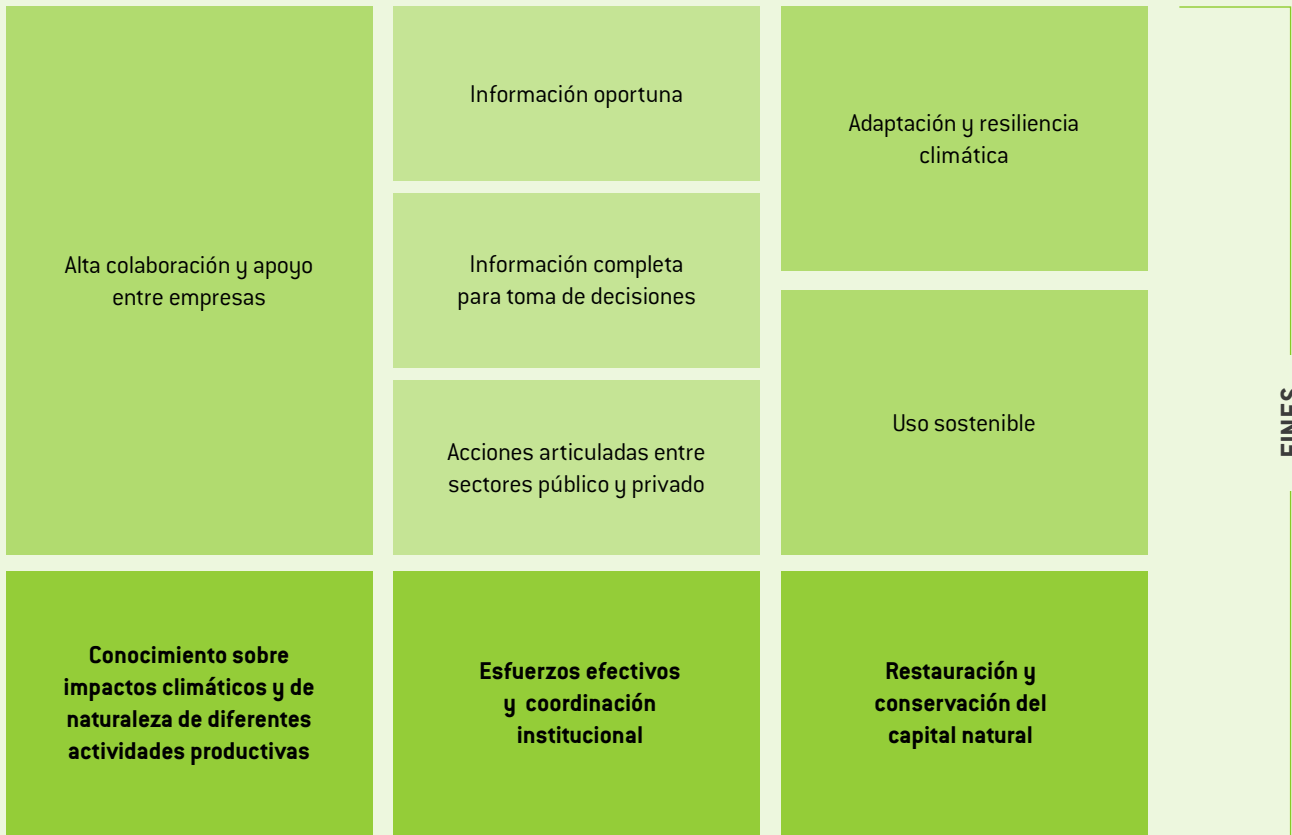 Alta colaboración y apoyo
entre empresas
Información oportuna
Información completa
para toma de decisiones
Acciones articuladas entre
sectores público y privado
Adaptación y resiliencia
climática
Uso sostenible
Conocimiento sobre
impactos climáticos y de
naturaleza de diferentes
actividades productivas
Esfuerzos efectivos
y coordinación
institucional
Restauración y
conservación del
capital natural
FINES